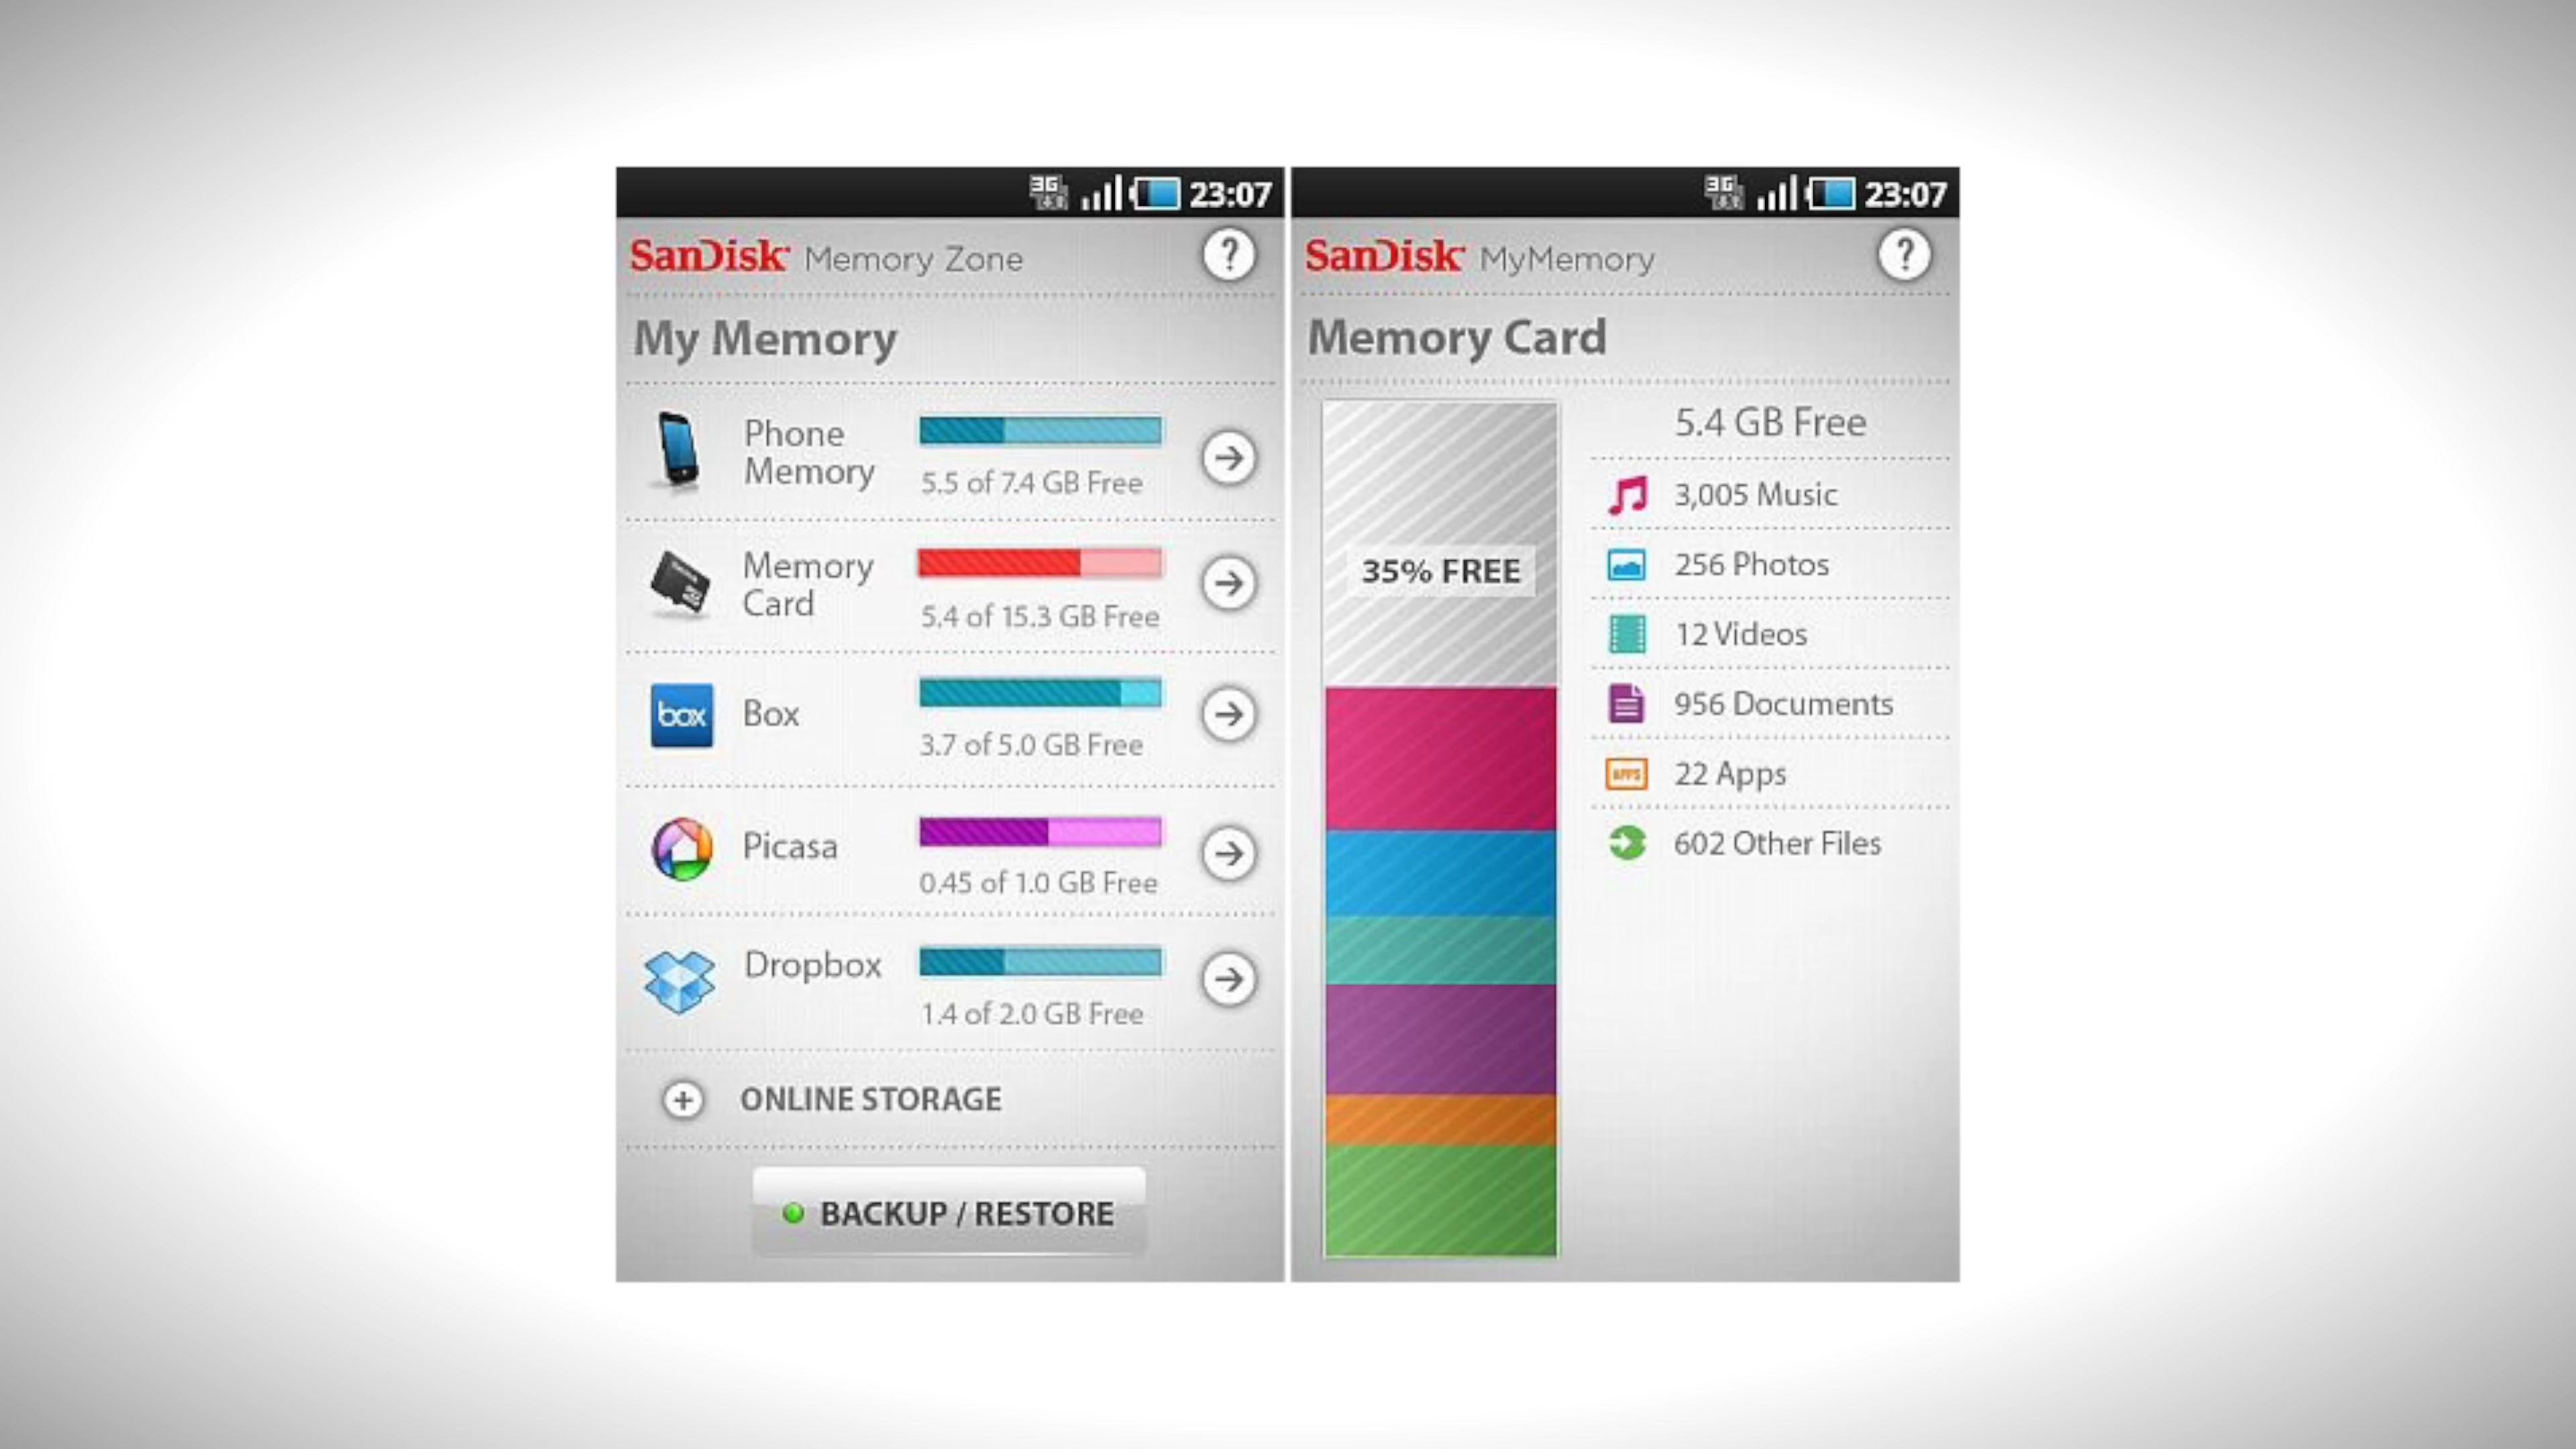 3G 23:07
SanDisk Memory Zone ?
My Memory
Phone
Memory
5.5 of 7.4 GB Free
Memory
Card
5.4 of 15.3 GB Free
box Box
3.7 of 5.0 GB Free
Picasa
0.45 of 1.0 GB Free
Dropbox
1.4 of 2.0 GB Free
+ ONLINE STORAGE
BACKUP / RESTORE
3G 23:07
SanDisk MyMemory ?
Memory Card
35% FREE
5.4 GB Free
3,005 Music
256 Photos
12 Videos
956 Documents
APPS 22 Apps
602 Other Files